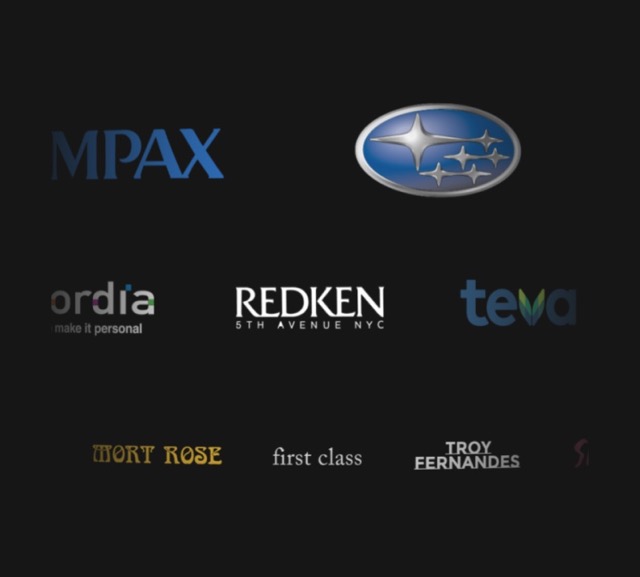 MPAX
ordia
make it personal
REDKEN
5TH AVENUE NYC
teva
MORT ROSE
first class
TROY
FERNANDES